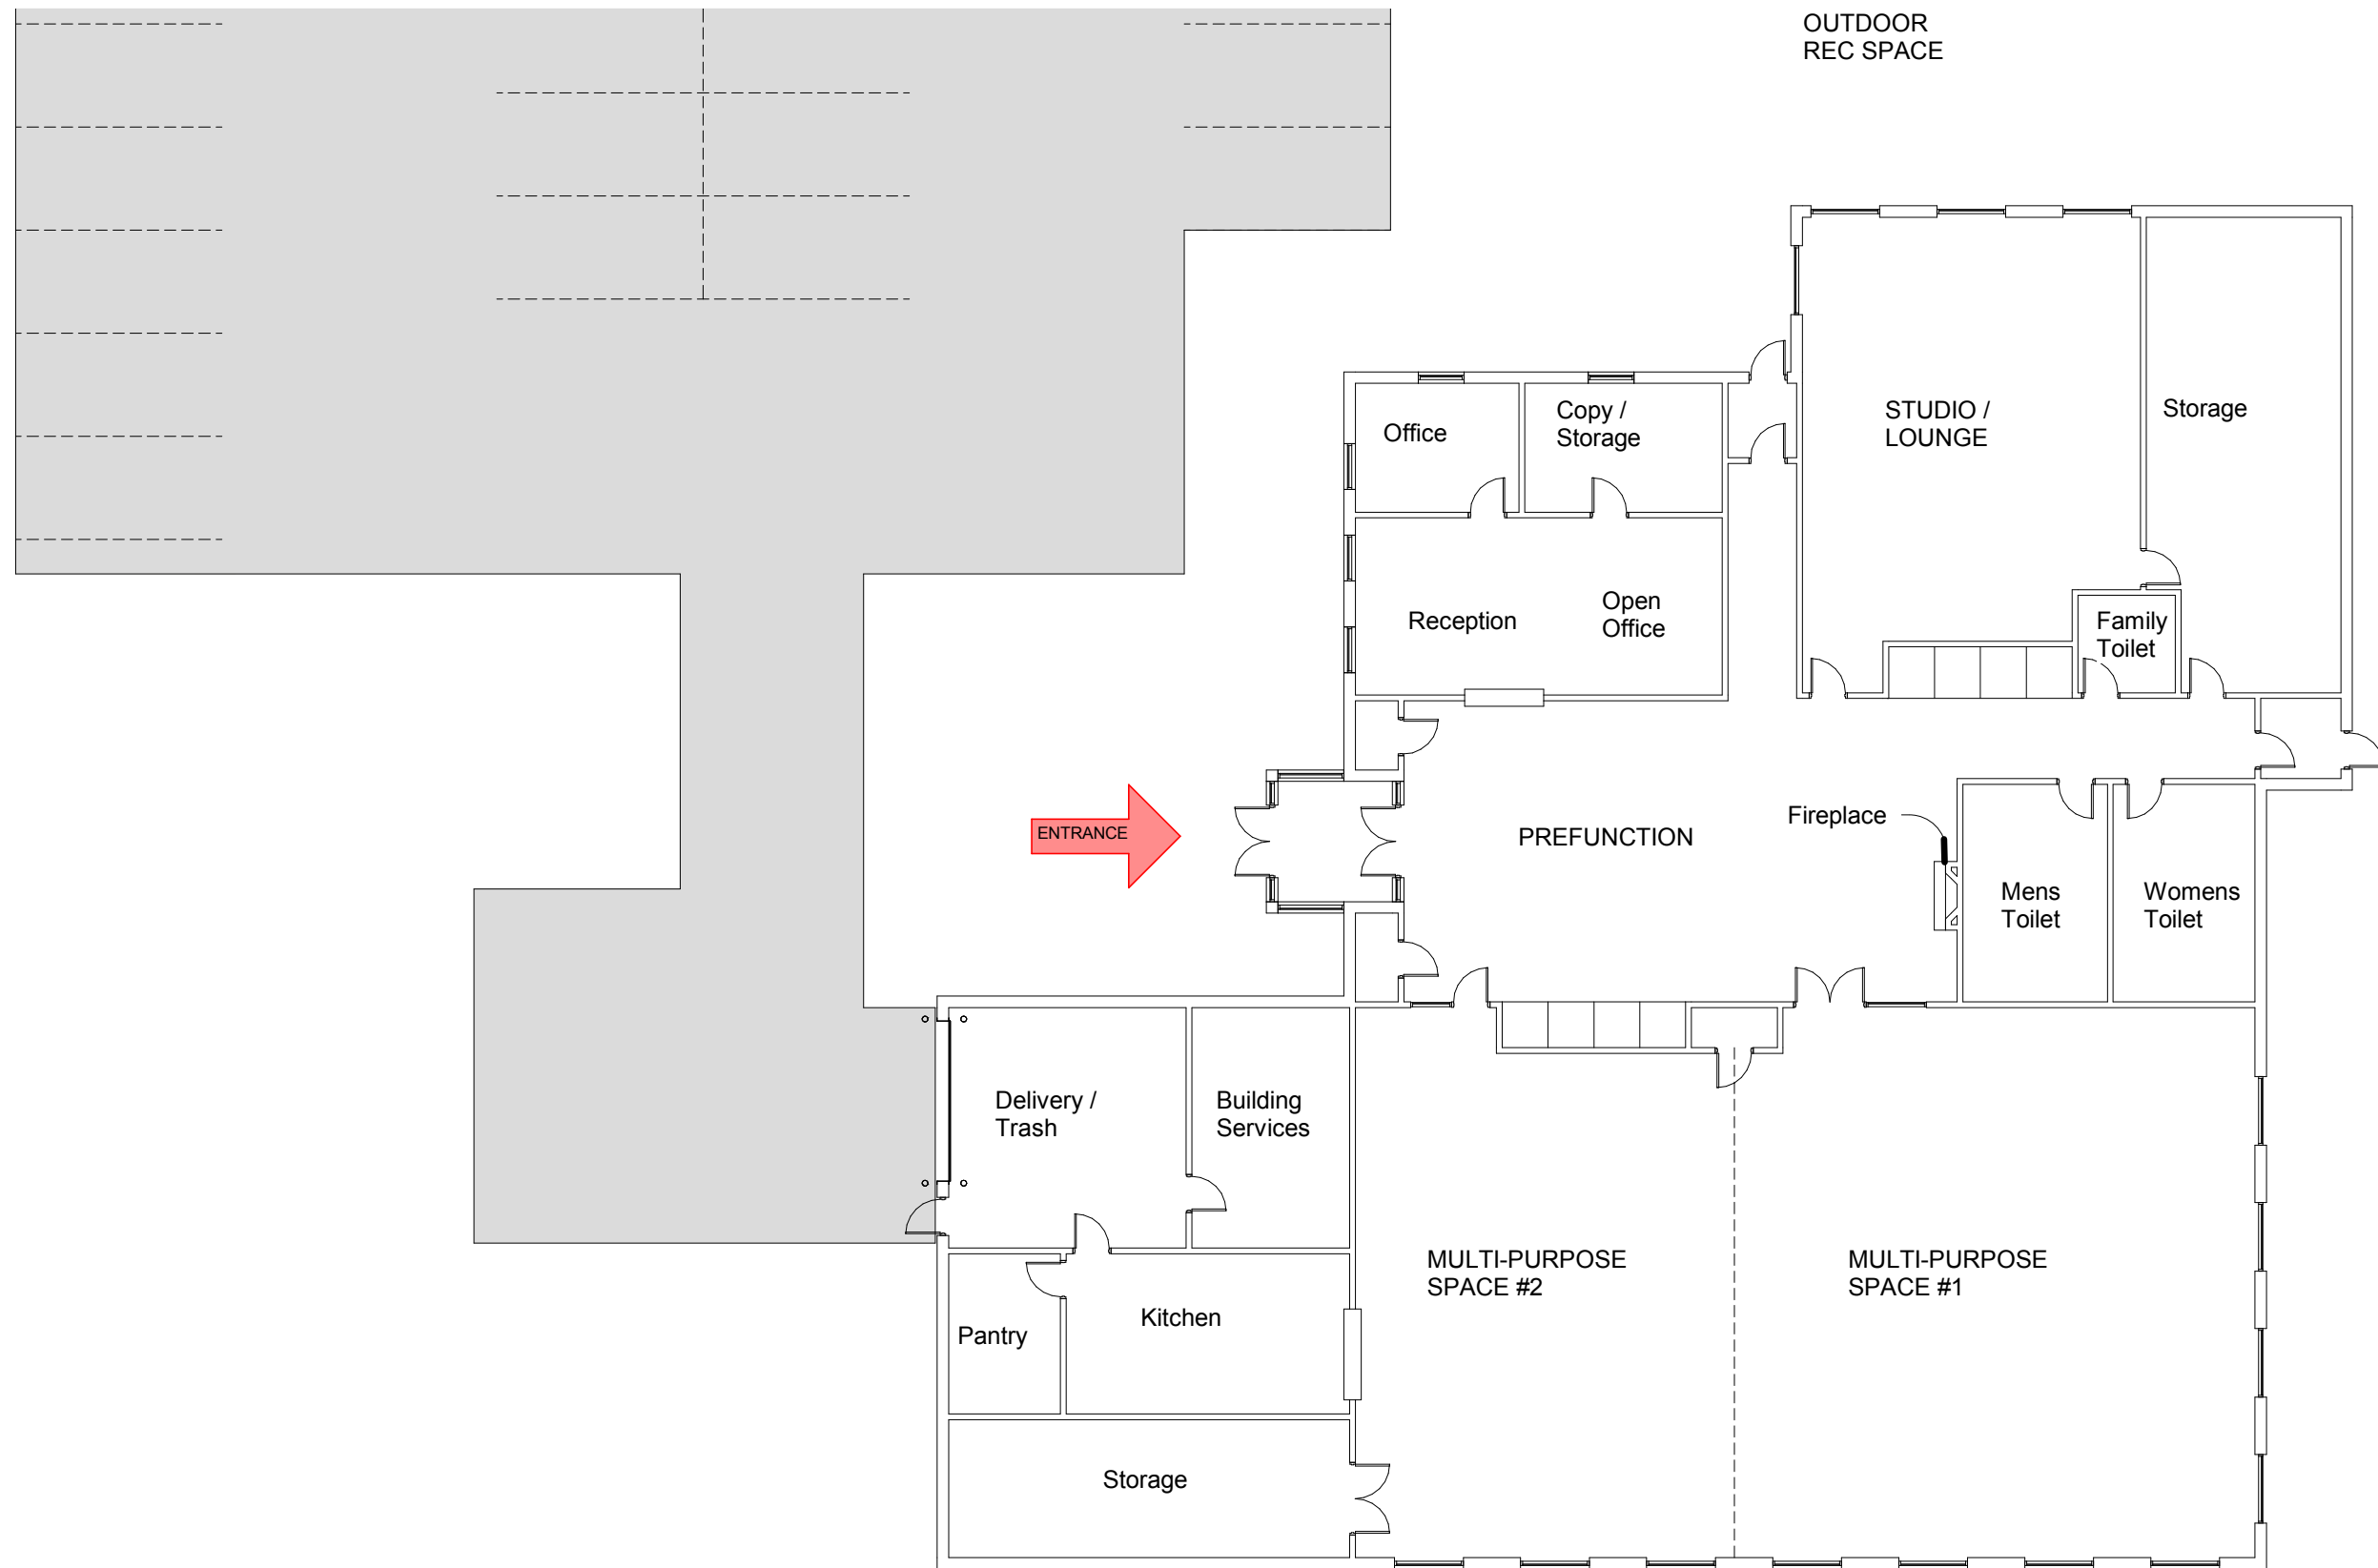 OUTDOOR
REC SPACE
Office
Copy /
Storage
STUDIO /
LOUNGE
Storage
Reception
Open
Office
Family
Toilet
ENTRANCE
PREFUNCTION
Fireplace
Mens
Toilet
Womens
Toilet
Delivery /
Trash
Building
Services
MULTI-PURPOSE
SPACE #2
MULTI-PURPOSE
SPACE #1
Pantry
Kitchen
Storage